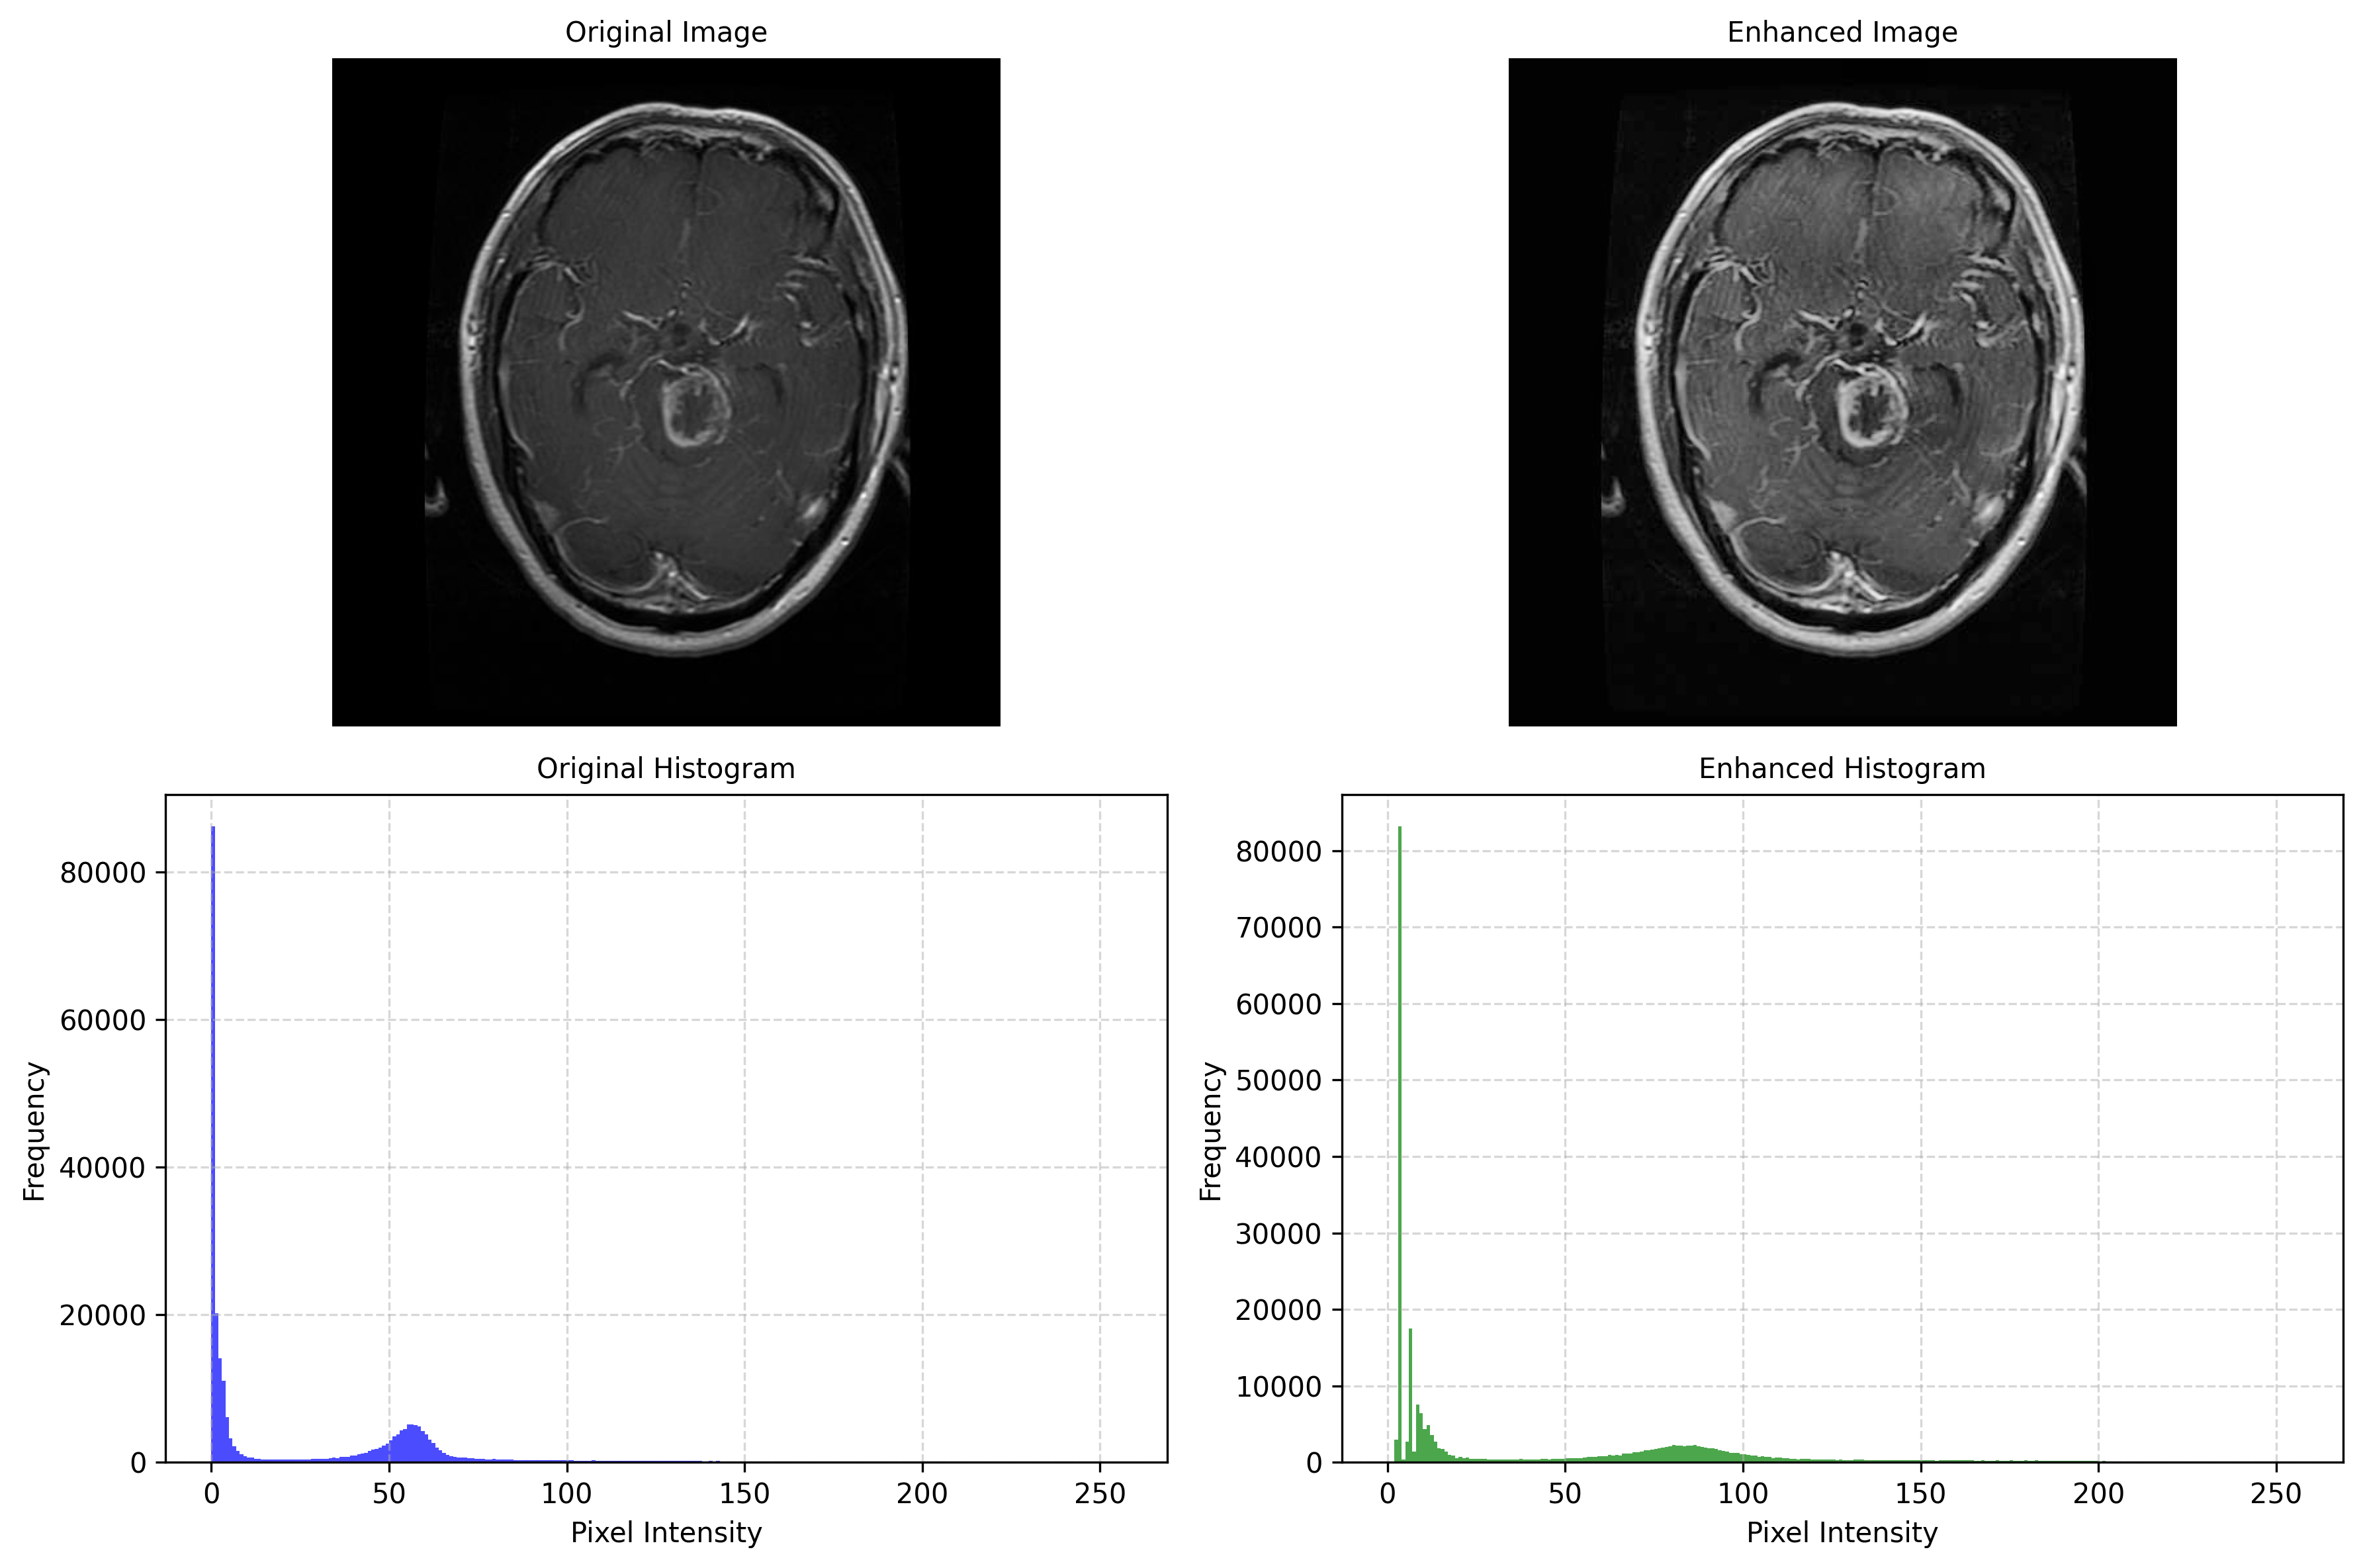 Original Image
Enhanced Image
Original Histogram
Enhanced Histogram
80000
60000
40000
20000
0
Frequency
0 50 100 150 200 250
Pixel Intensity
80000
70000
60000
50000
40000
30000
20000
10000
0
Frequency
0 50 100 150 200 250
Pixel Intensity